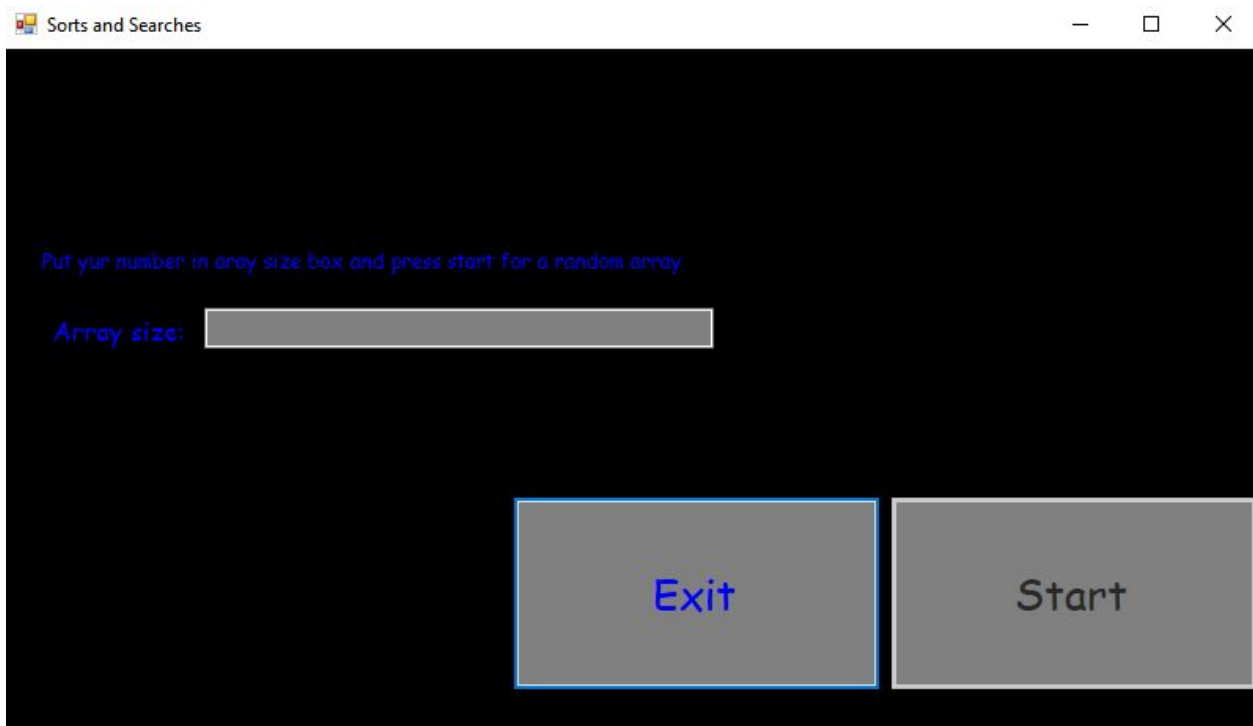 Sorts and Searches
Put yur number in aray size box and press start for a random array
Array size:
Exit
Start